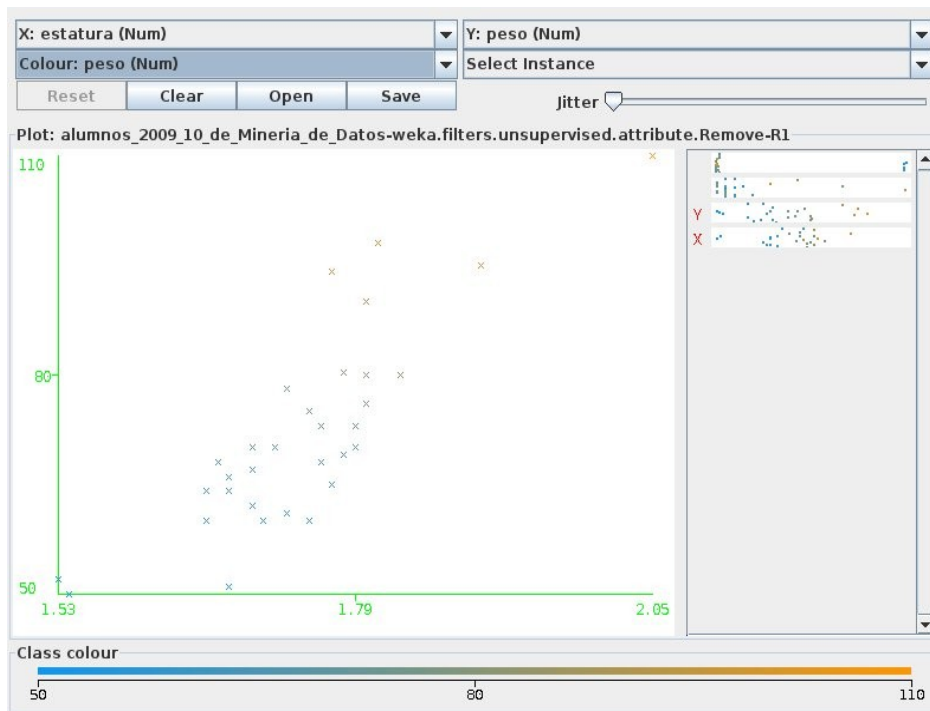 X: estatura (Num) Y: peso (Num)
Colour: peso (Num) Select Instance
Reset Clear Open Save Jitter
Plot: alumnos_2009_10_de_Mineria_de_Datos-weka.filters.unsupervised.attribute.Remove-R1
110
80
50
1.53 1.79 2.05
Y
X
Class colour
50 80 110